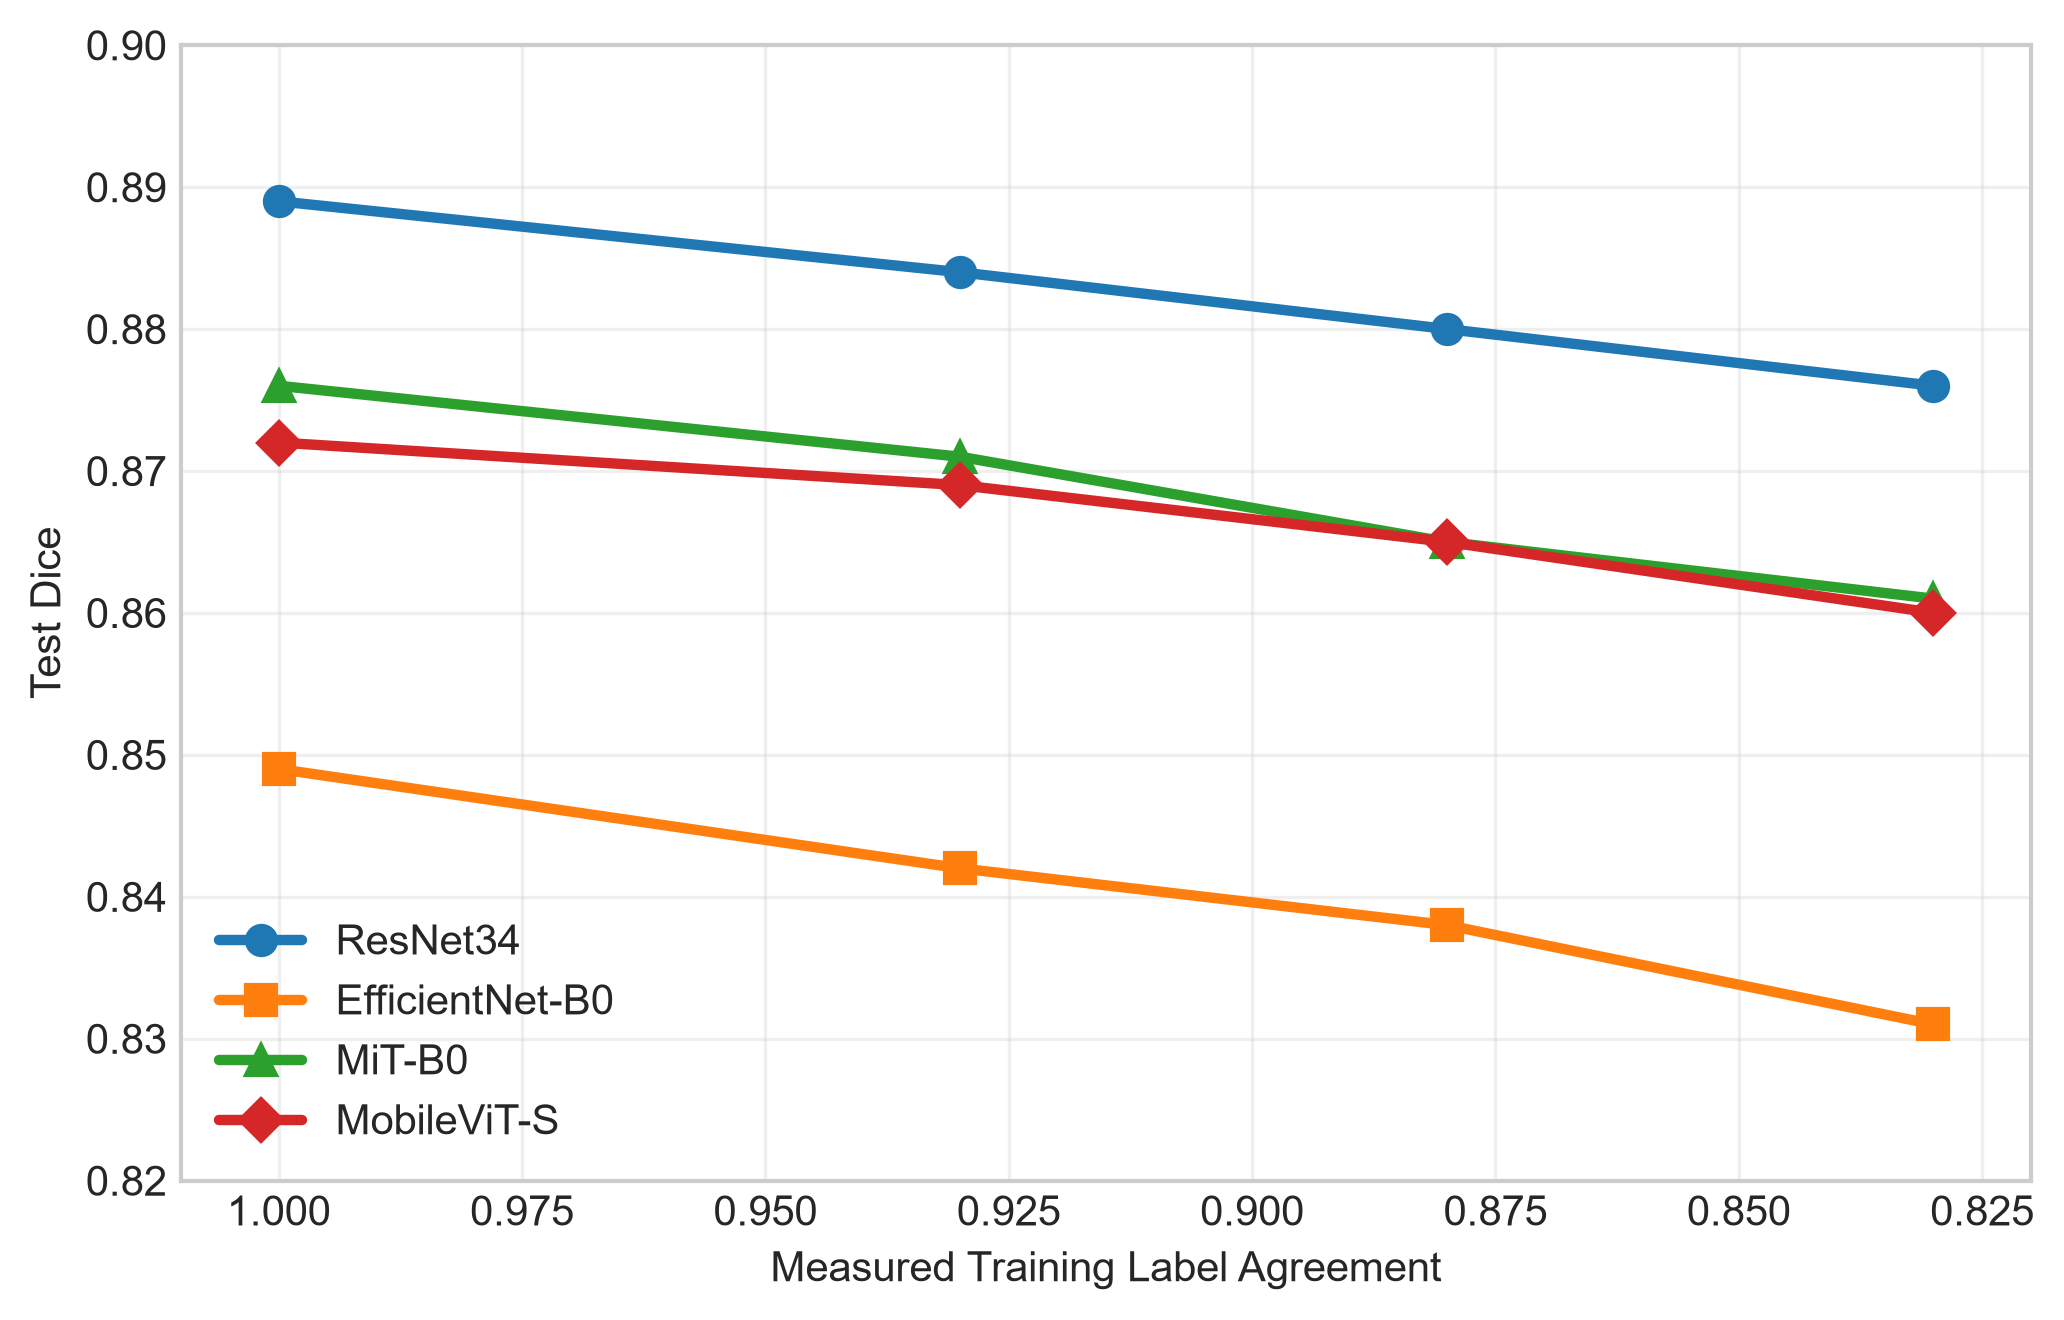 0.90
0.89
0.88
0.87
0.86
0.85
0.84
0.83
0.82
Test Dice
ResNet34
EfficientNet-B0
MiT-B0
MobileViT-S
1.000 0.975 0.950 0.925 0.900 0.875 0.850 0.825
Measured Training Label Agreement